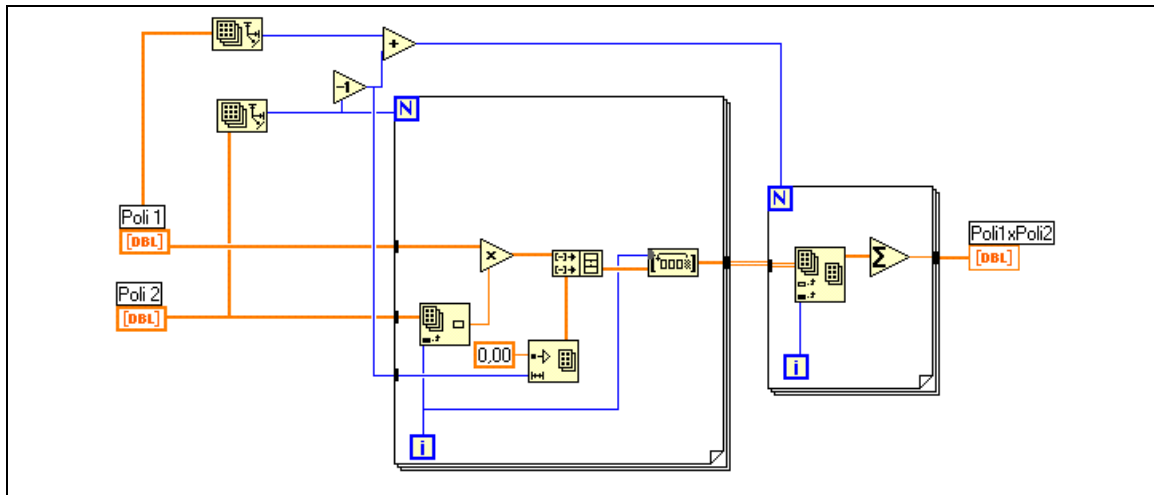 +
-1
N
N
Poli 1
[DBL]
Poli1xPoli2
[DBL]
x
Σ
Poli 2
[DBL]
0,00
i
i